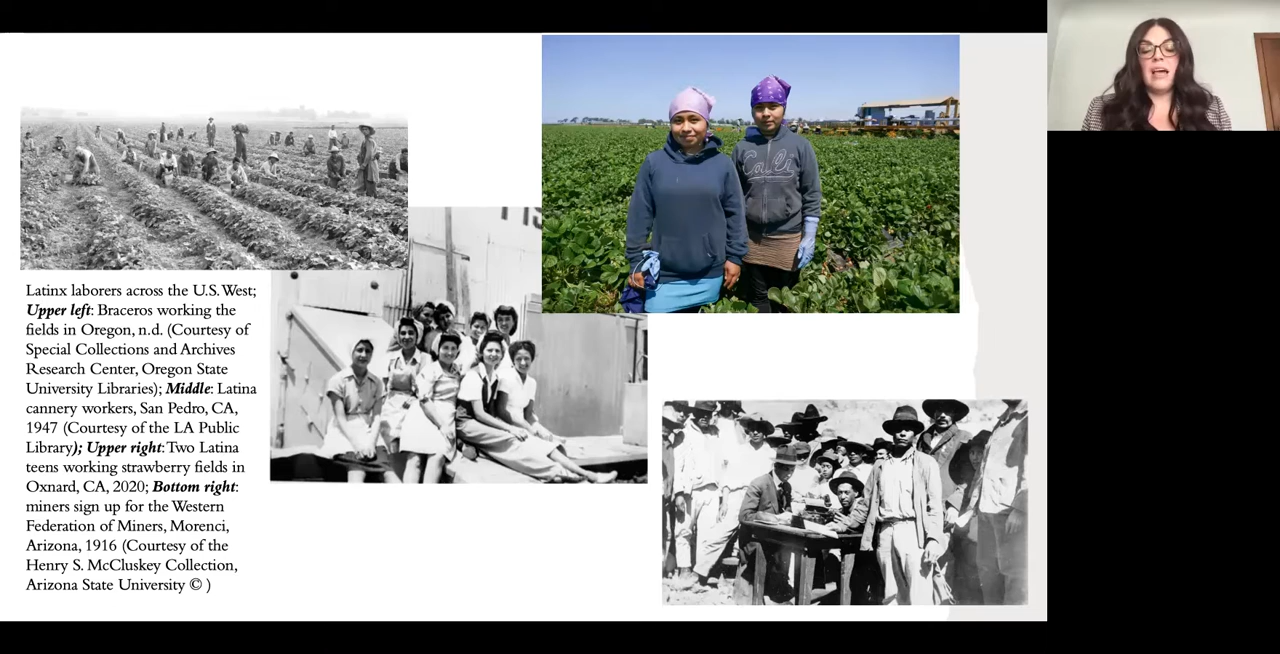 Latinx laborers across the U.S. West;
Upper left: Braceros working the
fields in Oregon, n.d. (Courtesy of
Special Collections and Archives
Research Center, Oregon State
University Libraries); Middle: Latina
cannery workers, San Pedro, CA,
1947 (Courtesy of the LA Public
Library); Upper right: Two Latina
teens working strawberry fields in
Oxnard, CA, 2020; Bottom right:
miners sign up for the Western
Federation of Miners, Morenci,
Arizona, 1916 (Courtesy of the
Henry S. McCluskey Collection,
Arizona State University © )
Cali